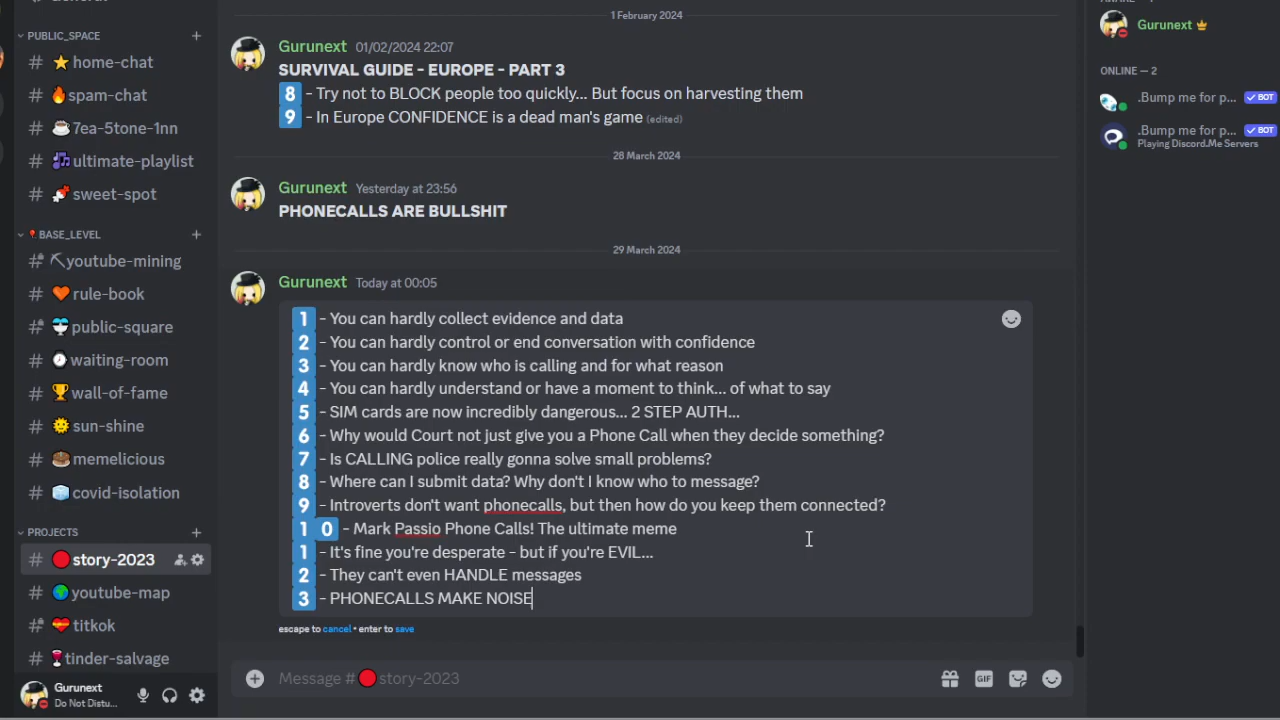 PUBLIC_SPACE
# ⭐home-chat
# 🔥spam-chat
# ☕7ea-5tone-1nn
# 🎶ultimate-playlist
# sweet-spot
📍BASE_LEVEL
# ⛏youtube-mining
# 🧡rule-book
# public-square
# waiting-room
# 🏆wall-of-fame
# 🌞sun-shine
# memelicious
# 🧊covid-isolation
PROJECTS
# 🔴story-2023
# youtube-map
# titkok
# 🍷tinder-salvage
Gurunext
Do Not Distu...
1 February 2024
Gurunext 01/02/2024 22:07
SURVIVAL GUIDE - EUROPE - PART 3
8 - Try not to BLOCK people too quickly... But focus on harvesting them
9 - In Europe CONFIDENCE is a dead man's game (edited)
28 March 2024
Gurunext Yesterday at 23:56
PHONECALLS ARE BULLSHIT
29 March 2024
Gurunext Today at 00:05
1 - You can hardly collect evidence and data
2 - You can hardly control or end conversation with confidence
3 - You can hardly know who is calling and for what reason
4 - You can hardly understand or have a moment to think... of what to say
5 - SIM cards are now incredibly dangerous... 2 STEP AUTH...
6 - Why would Court not just give you a Phone Call when they decide something?
7 - Is CALLING police really gonna solve small problems?
8 - Where can I submit data? Why don't I know who to message?
9 - Introverts don't want phonecalls, but then how do you keep them connected?
1 0 - Mark Passio Phone Calls! The ultimate meme
1 - It's fine you're desperate - but if you're EVIL...
2 - They can't even HANDLE messages
3 - PHONECALLS MAKE NOISE
escape to cancel • enter to save
Message #🔴story-2023
GIF
Gurunext
ONLINE — 2
.Bump me for p... ✓ BOT
.Bump me for p... ✓ BOT
Playing Discord.Me Servers